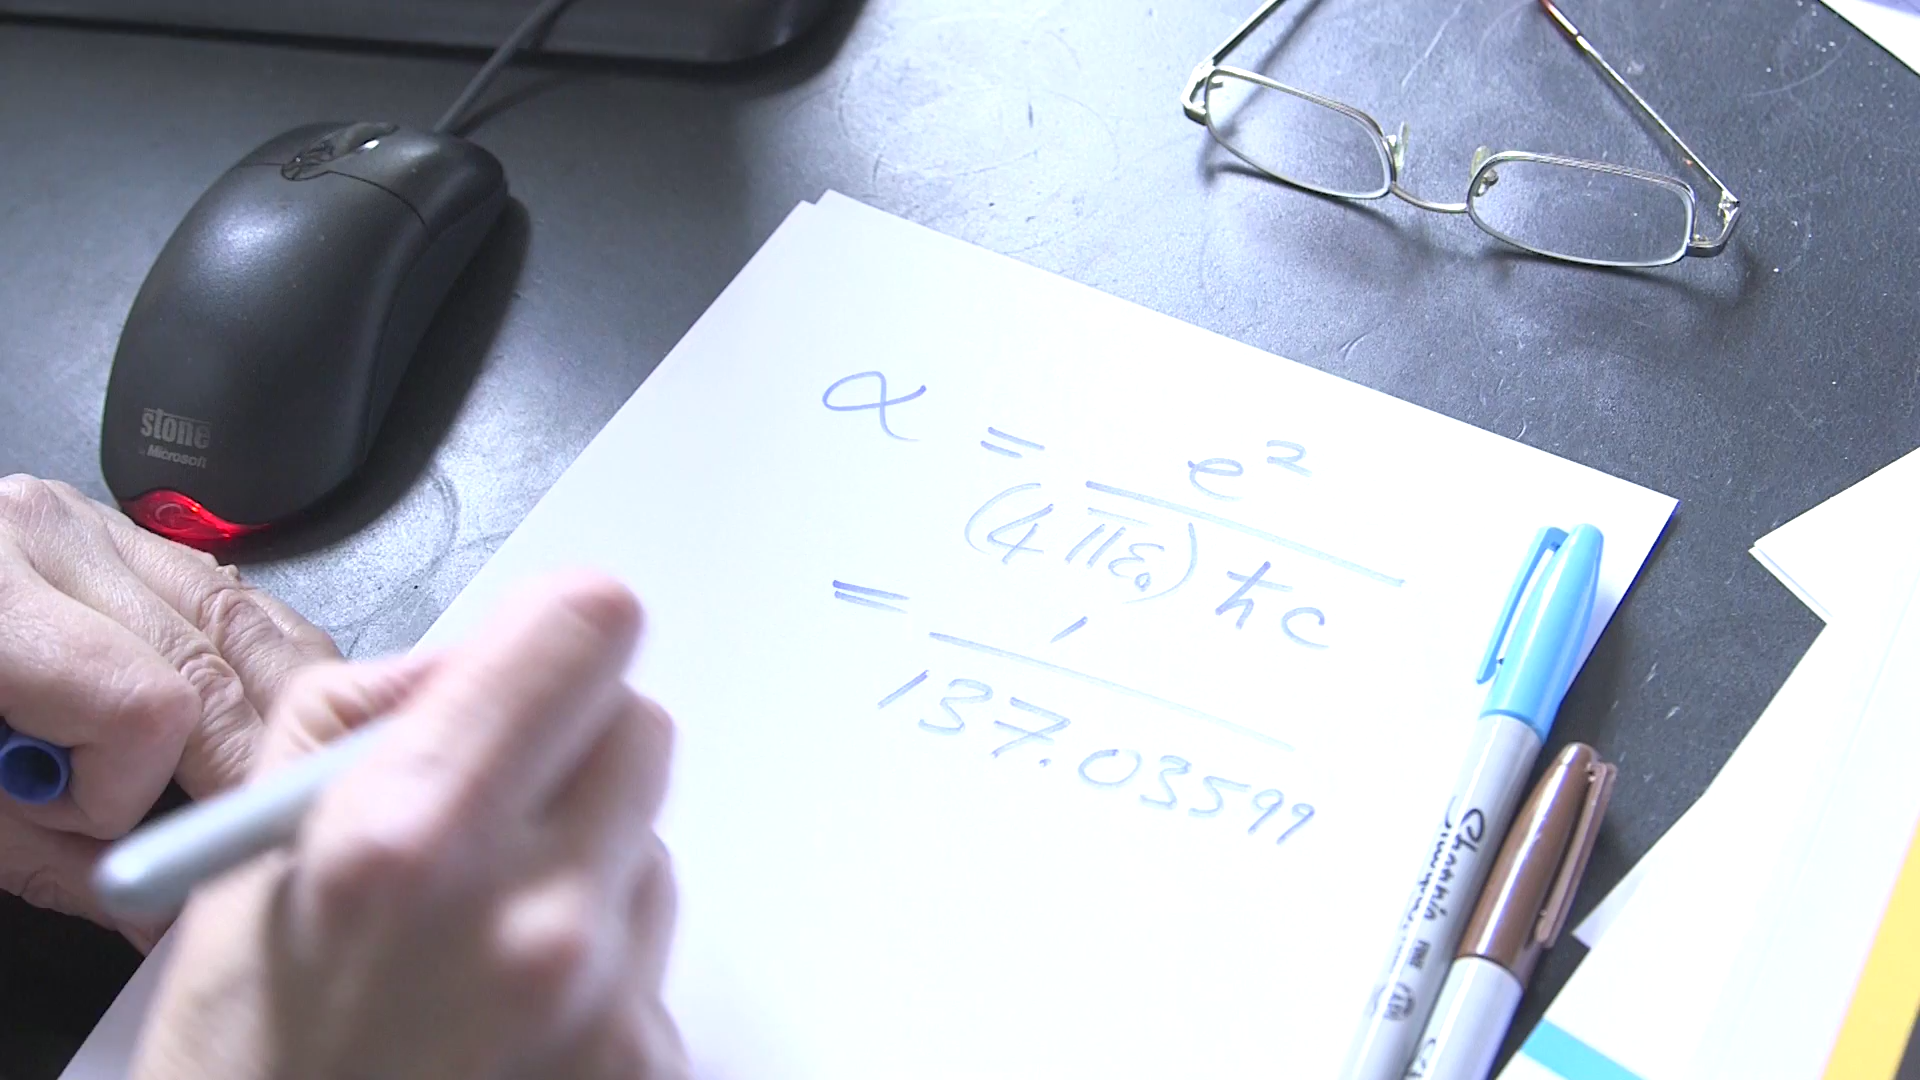 stone
Microsoft
α = e²
(4πε₀) ħc
= 1
137.03599
Sharpie